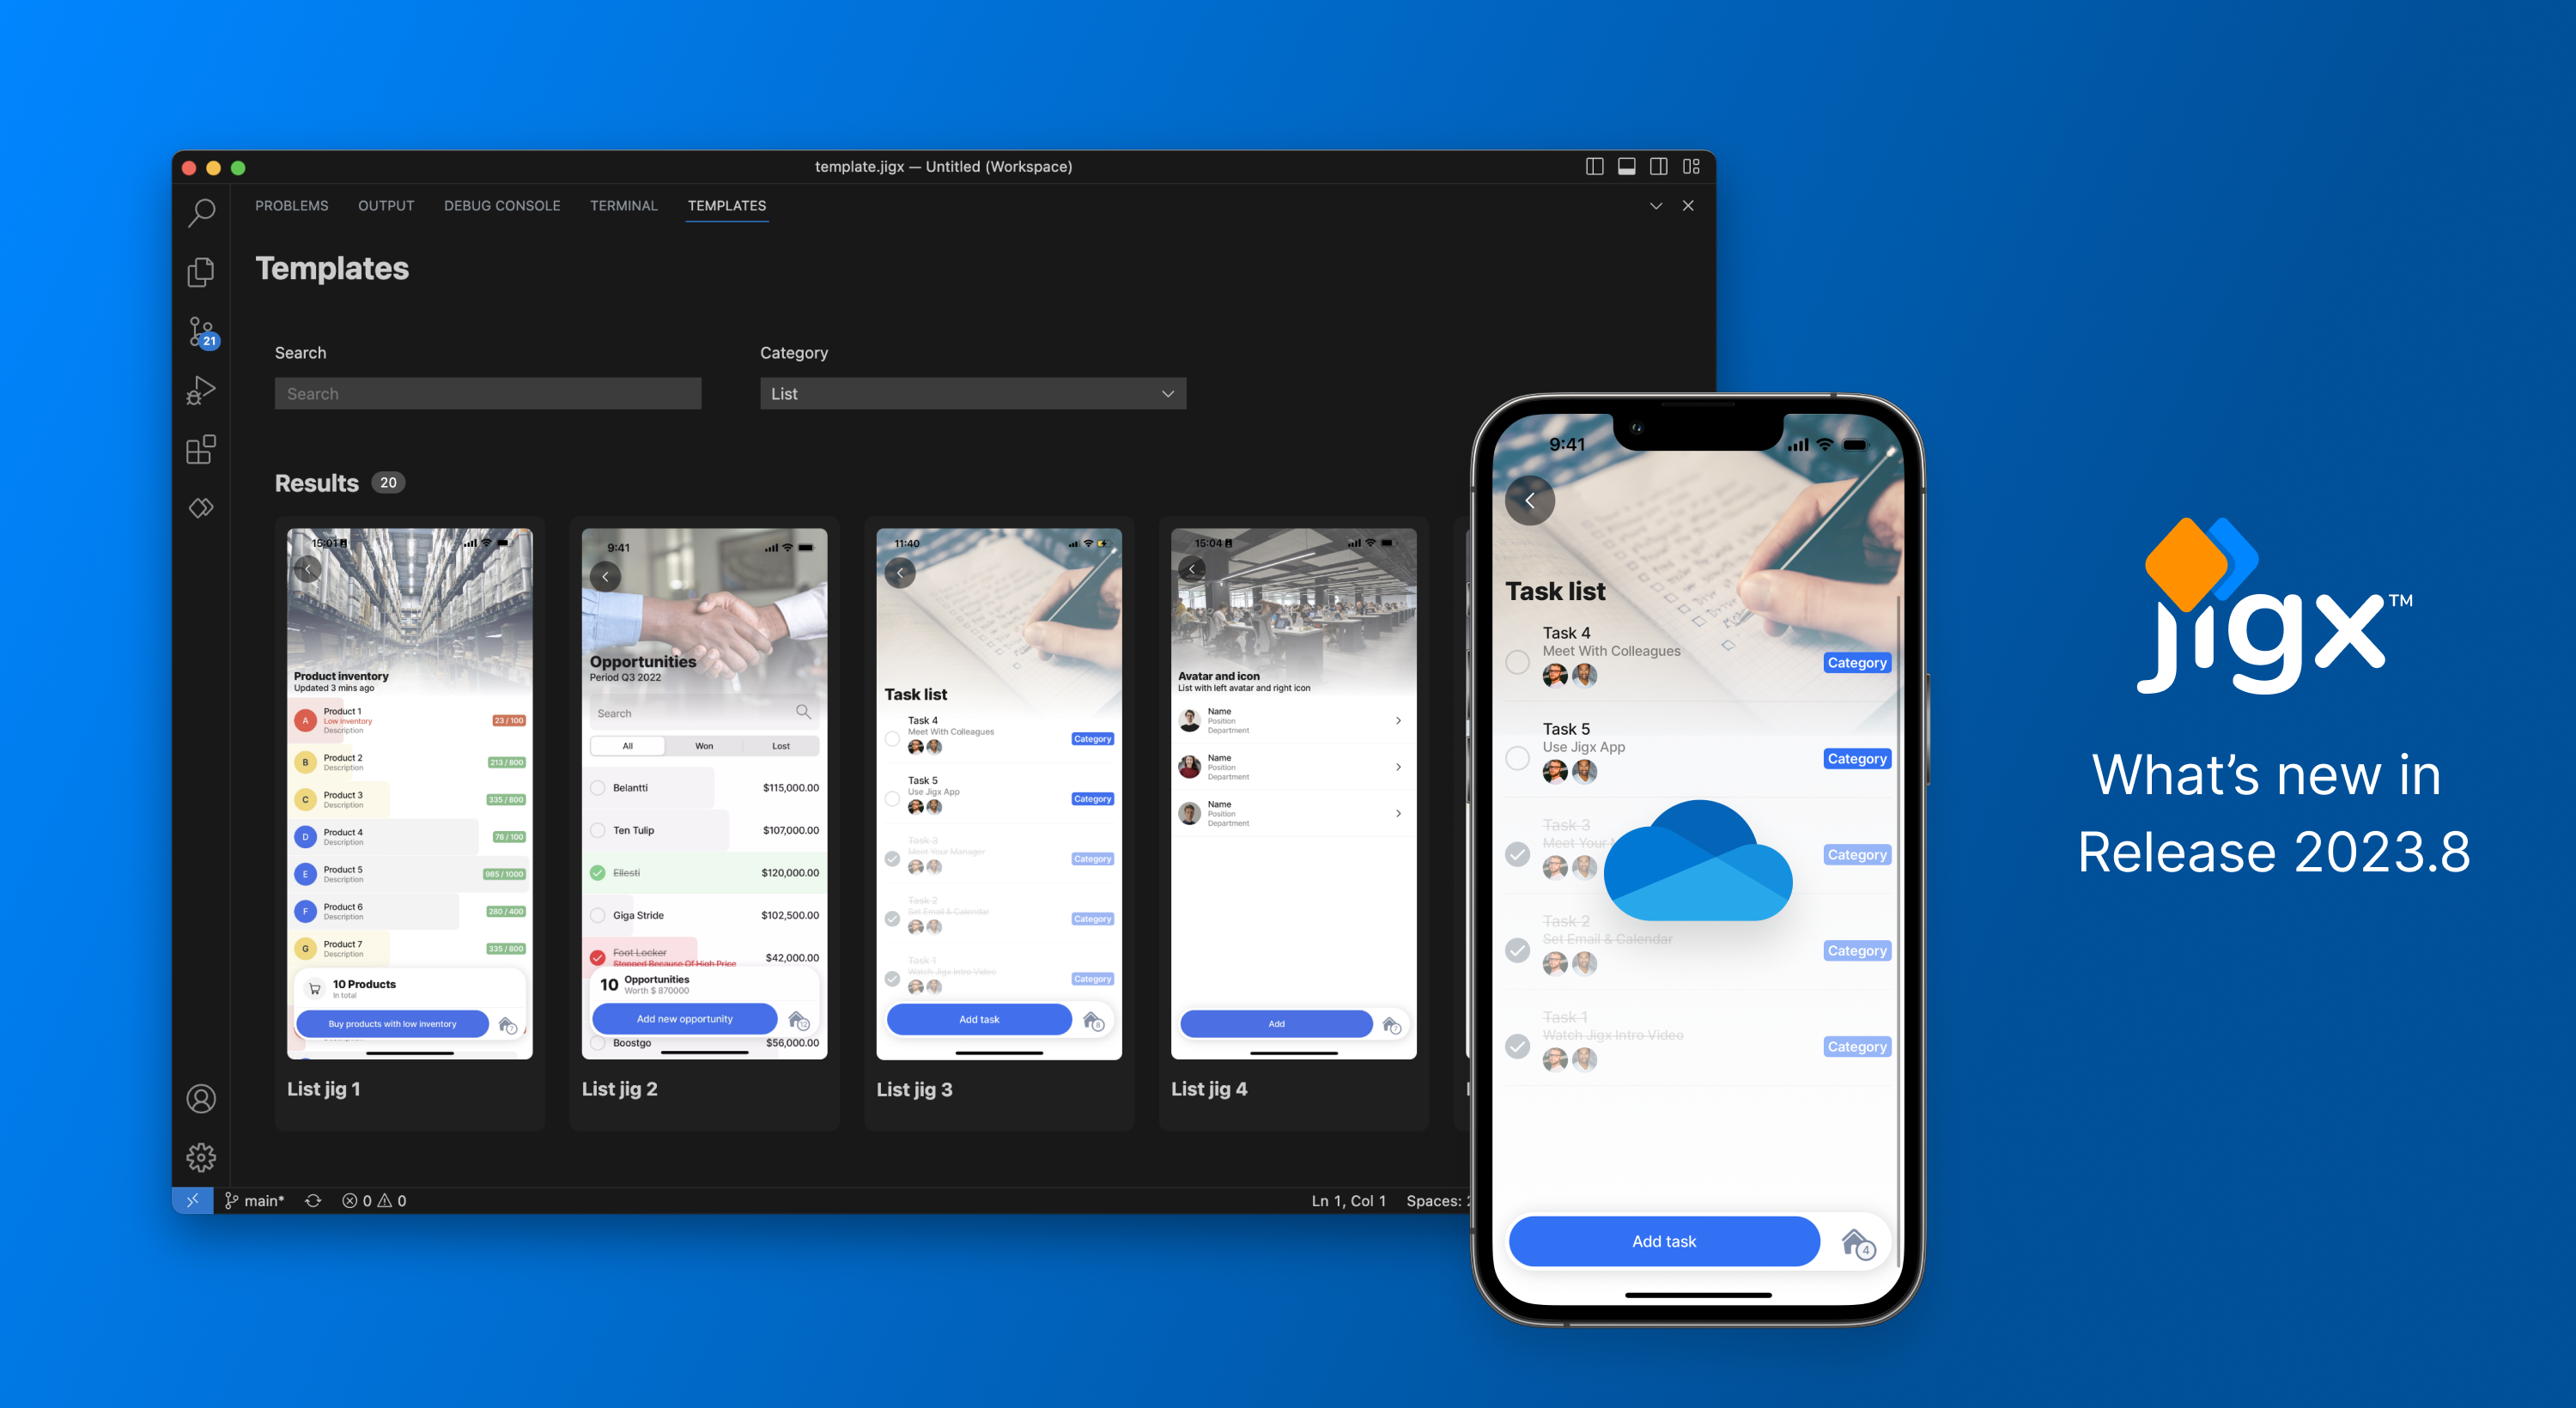 template.jigx — Untitled (Workspace)
PROBLEMS OUTPUT DEBUG CONSOLE TERMINAL TEMPLATES
Templates
Search
Category
Search
List
Results 20
15:01
Product inventory
Updated 3 mins ago
A
Product 1
Low inventory
Description
23 / 100
B
Product 2
Description
213 / 800
C
Product 3
Description
335 / 800
D
Product 4
Description
78 / 100
E
Product 5
Description
985 / 1000
F
Product 6
Description
280 / 400
G
Product 7
Description
335 / 800
10 Products
In total
Buy products with low inventory
7
List jig 1
9:41
Opportunities
Period Q3 2022
Search
All Won Lost
Belantti $115,000.00
Ten Tulip $107,000.00
Ellesti $120,000.00
Giga Stride $102,500.00
Foot Locker $42,000.00
Stopped Because Of High Price
10 Opportunities
Worth $ 870000
Add new opportunity
12
Boostgo $56,000.00
List jig 2
11:40
Task list
Task 4
Meet With Colleagues
Category
Task 5
Use Jigx App
Category
Task 3
Meet Your Manager
Category
Task 2
Set Email & Calendar
Category
Task 1
Watch Jigx Intro Video
Category
Add task
8
List jig 3
15:04
Avatar and icon
List with left avatar and right icon
Name
Position
Department
Name
Position
Department
Name
Position
Department
Add
7
List jig 4
21
main* 0 0
Ln 1, Col 1 Spaces:
9:41
Task list
Task 4
Meet With Colleagues
Category
Task 5
Use Jigx App
Category
Task 3
Meet Your
Category
Task 2
Set Email & Calendar
Category
Task 1
Watch Jigx Intro Video
Category
Add task
4
jigx™
What's new in
Release 2023.8